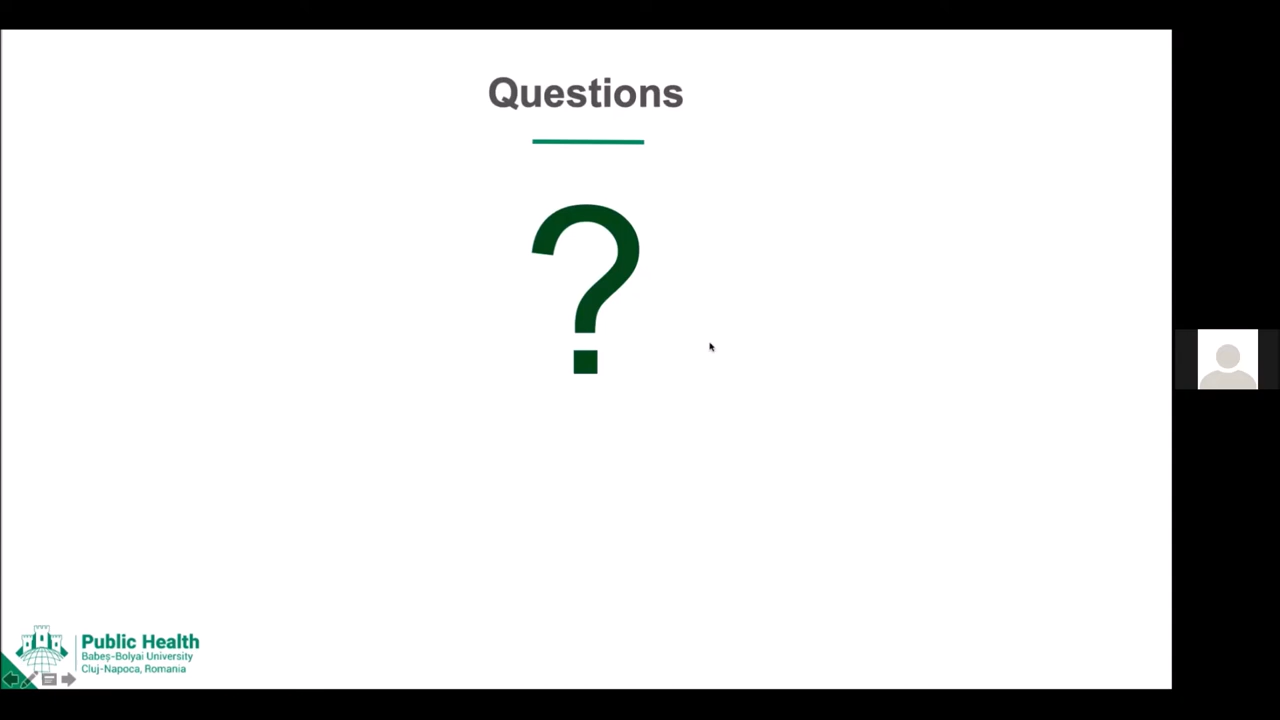 Questions
?
Public Health
Babeș-Bolyai University
Cluj-Napoca, Romania